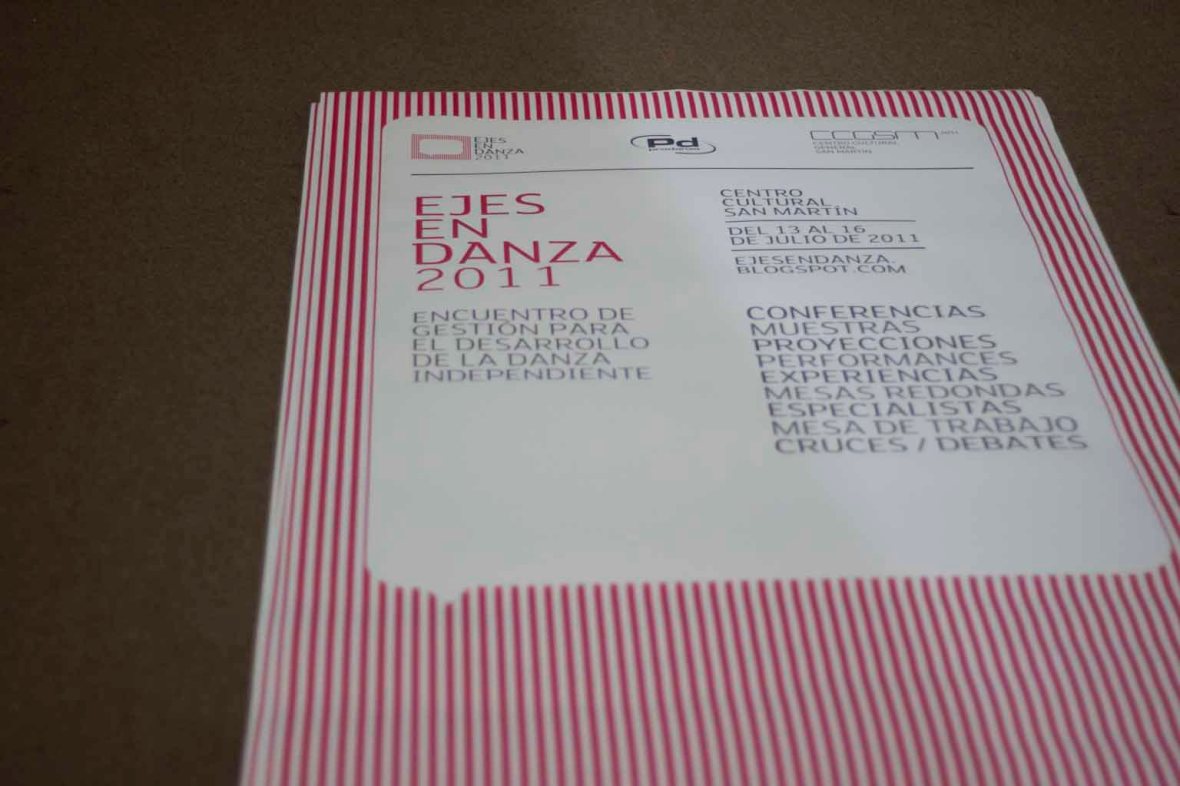 EJES
EN
DANZA
2011
Pd
CCGSM
CENTRO CULTURAL
GENERAL
SAN MARTÍN
EJES
EN
DANZA
2011
ENCUENTRO DE
GESTIÓN PARA
EL DESARROLLO
DE LA DANZA
INDEPENDIENTE
CENTRO
CULTURAL
SAN MARTÍN
DEL 13 AL 16
DE JULIO DE 2011
EJESENDANZA.
BLOGSPOT.COM
CONFERENCIAS
MUESTRAS
PROYECCIONES
PERFORMANCES
EXPERIENCIAS
MESAS REDONDAS
ESPECIALISTAS
MESA DE TRABAJO
CRUCES / DEBATES